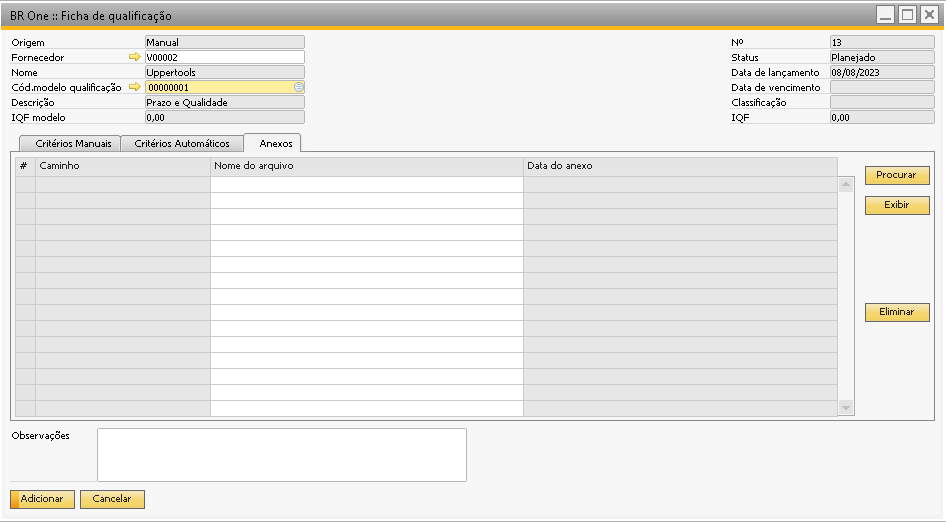 BR One :: Ficha de qualificação
Origem Manual Nº 13
Fornecedor V00002 Status Planejado
Nome Uppertools Data de lançamento 08/08/2023
Cód.modelo qualificação 00000001 Data de vencimento
Descrição Prazo e Qualidade Classificação
IQF modelo 0,00 IQF 0,00
Critérios Manuais Critérios Automáticos Anexos
# Caminho Nome do arquivo Data do anexo
Procurar
Exibir
Eliminar
Observações
Adicionar Cancelar